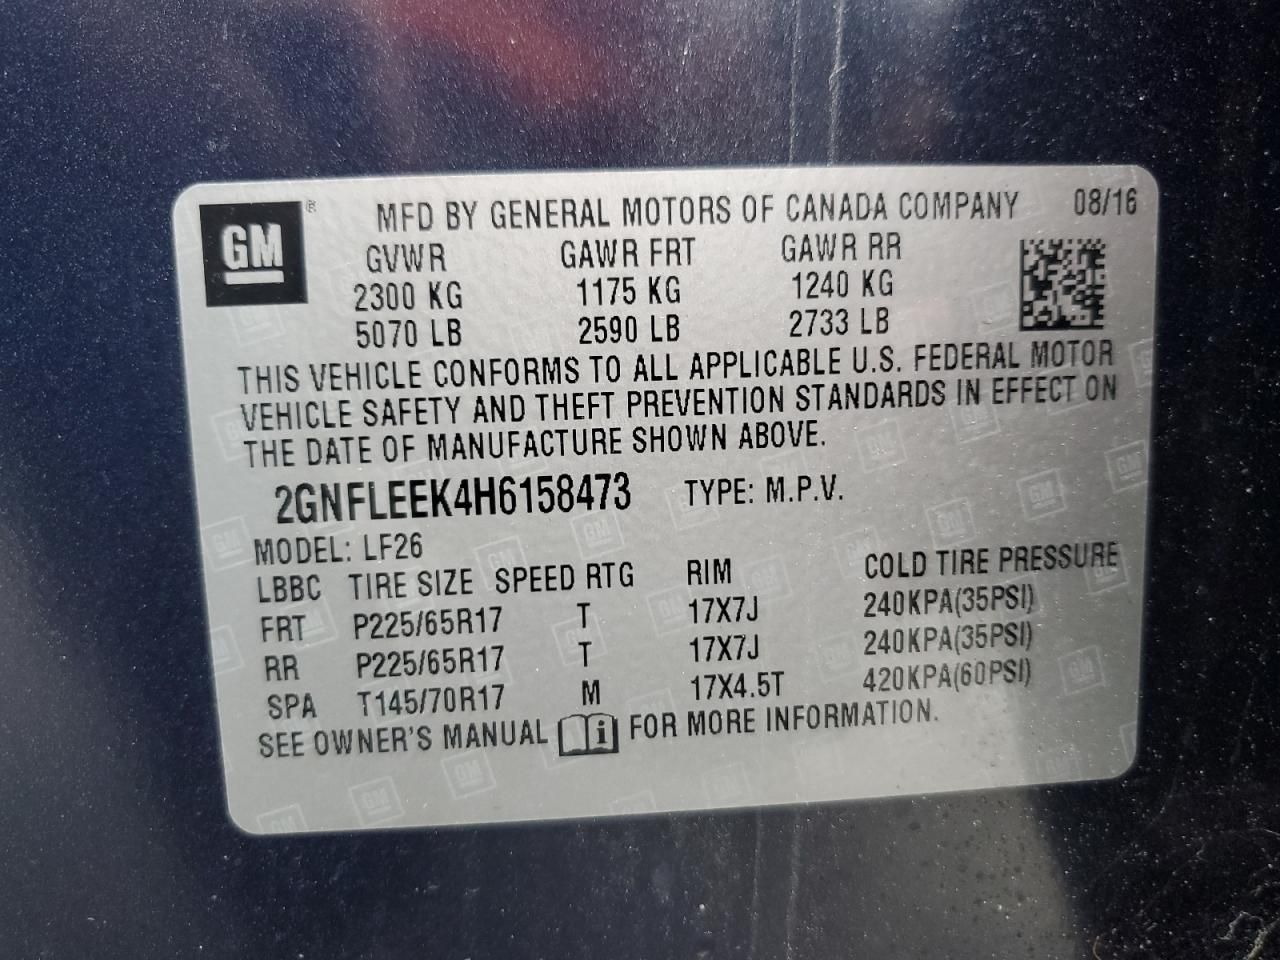 GM ®
MFD BY GENERAL MOTORS OF CANADA COMPANY 08/16
GVWR GAWR FRT GAWR RR
2300 KG 1175 KG 1240 KG
5070 LB 2590 LB 2733 LB
THIS VEHICLE CONFORMS TO ALL APPLICABLE U.S. FEDERAL MOTOR
VEHICLE SAFETY AND THEFT PREVENTION STANDARDS IN EFFECT ON
THE DATE OF MANUFACTURE SHOWN ABOVE.
2GNFLEEK4H6158473 TYPE: M.P.V.
MODEL: LF26
LBBC TIRE SIZE SPEED RTG RIM COLD TIRE PRESSURE
FRT P225/65R17 T 17X7J 240KPA(35PSI)
RR P225/65R17 T 17X7J 240KPA(35PSI)
SPA T145/70R17 M 17X4.5T 420KPA(60PSI)
SEE OWNER'S MANUAL i FOR MORE INFORMATION.